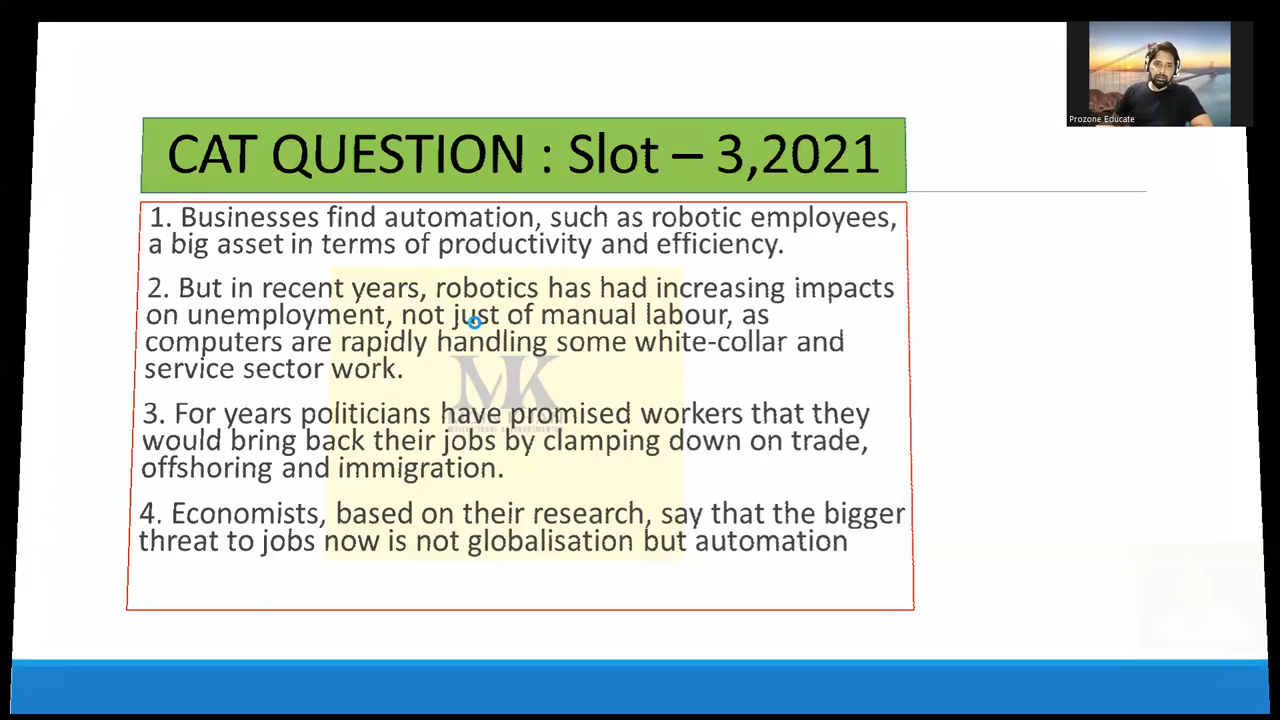 Prozone Educate
CAT QUESTION : Slot – 3,2021
1. Businesses find automation, such as robotic employees,
a big asset in terms of productivity and efficiency.
2. But in recent years, robotics has had increasing impacts
on unemployment, not just of manual labour, as
computers are rapidly handling some white-collar and
service sector work.
MK
3. For years politicians have promised workers that they
would bring back their jobs by clamping down on trade,
offshoring and immigration.
4. Economists, based on their research, say that the bigger
threat to jobs now is not globalisation but automation